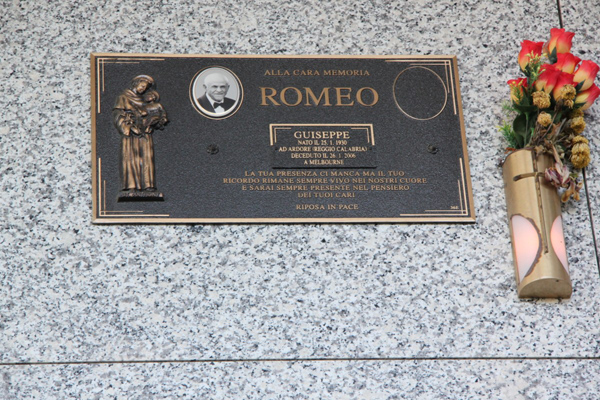 ALLA CARA MEMORIA
ROMEO
GUISEPPE
NATO IL 25. 1. 1930
AD ARDORE (REGGIO CALABRIA)
DECEDUTO IL 26. 1. 2006
A MELBOURNE
LA TUA PRESENZA CI MANCA MA IL TUO
RICORDO RIMANE SEMPRE VIVO NEI NOSTRI CUORE
E SARAI SEMPRE PRESENTE NEL PENSIERO
DEI TUOI CARI
RIPOSA IN PACE